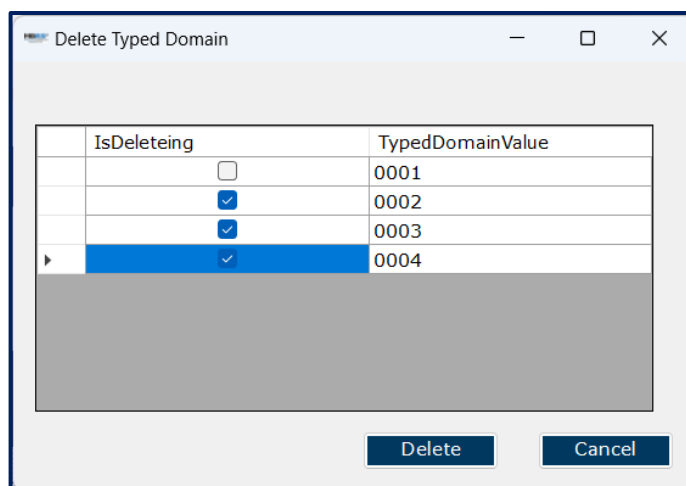 Delete Typed Domain
IsDeleteing TypedDomainValue
0001
0002
0003
0004
Delete Cancel